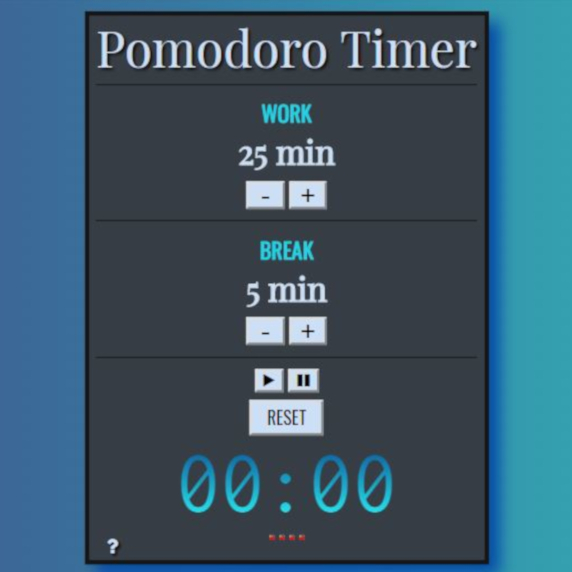 Pomodoro Timer
WORK
25 min
- +
BREAK
5 min
- +
RESET
00:00
?